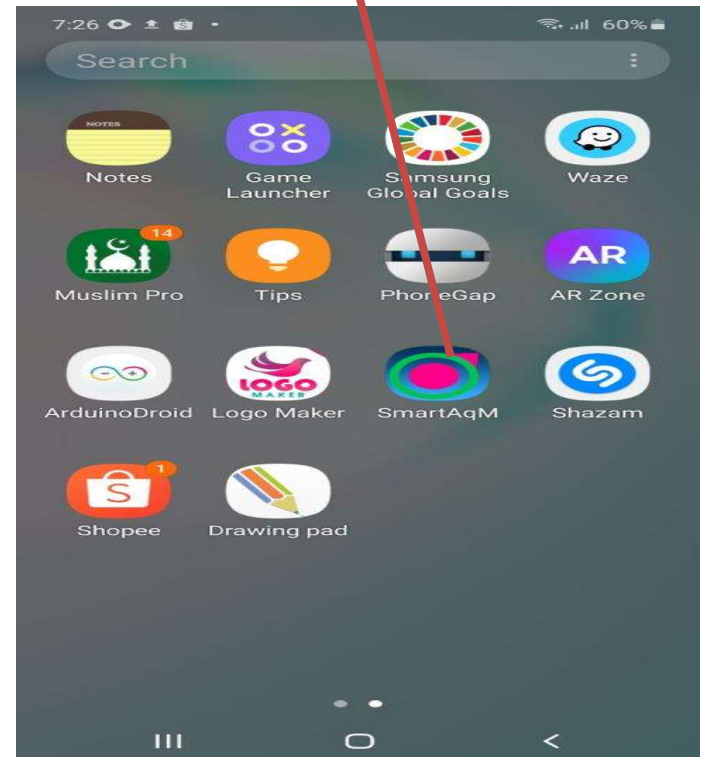 7:26 60%
Search
NOTES
Notes
Game
Launcher
Samsung
Global Goals
Waze
14
AR
Muslim Pro
Tips
PhoneGap
AR Zone
LOGO
MAKER
ArduinoDroid
Logo Maker
SmartAqM
Shazam
1
S
Shopee
Drawing pad